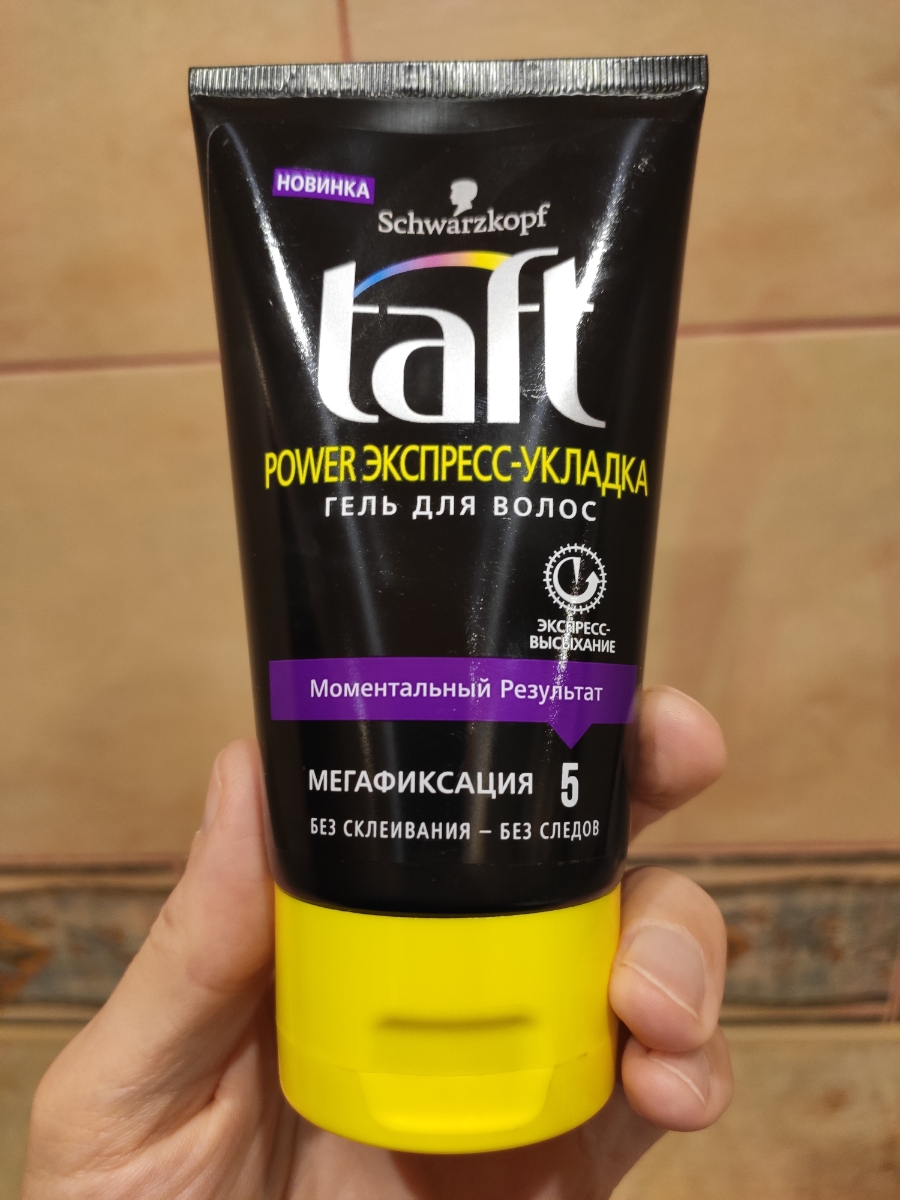 НОВИНКА
Schwarzkopf
taft
POWER ЭКСПРЕСС-УКЛАДКА
ГЕЛЬ ДЛЯ ВОЛОС
ЭКСПРЕСС-
ВЫСЫХАНИЕ
Моментальный Результат
МЕГАФИКСАЦИЯ 5
БЕЗ СКЛЕИВАНИЯ – БЕЗ СЛЕДОВ